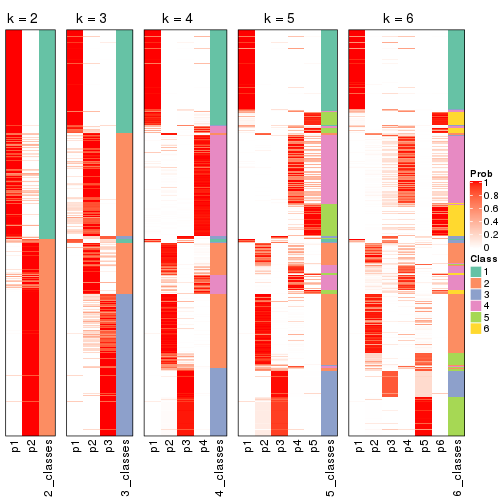 k = 2
k = 3
k = 4
k = 5
k = 6
p1
p2
2_classes
p1
p2
p3
3_classes
p1
p2
p3
p4
4_classes
p1
p2
p3
p4
p5
5_classes
p1
p2
p3
p4
p5
p6
6_classes
Prob
1
0.8
0.6
0.4
0.2
0
Class
1
2
3
4
5
6